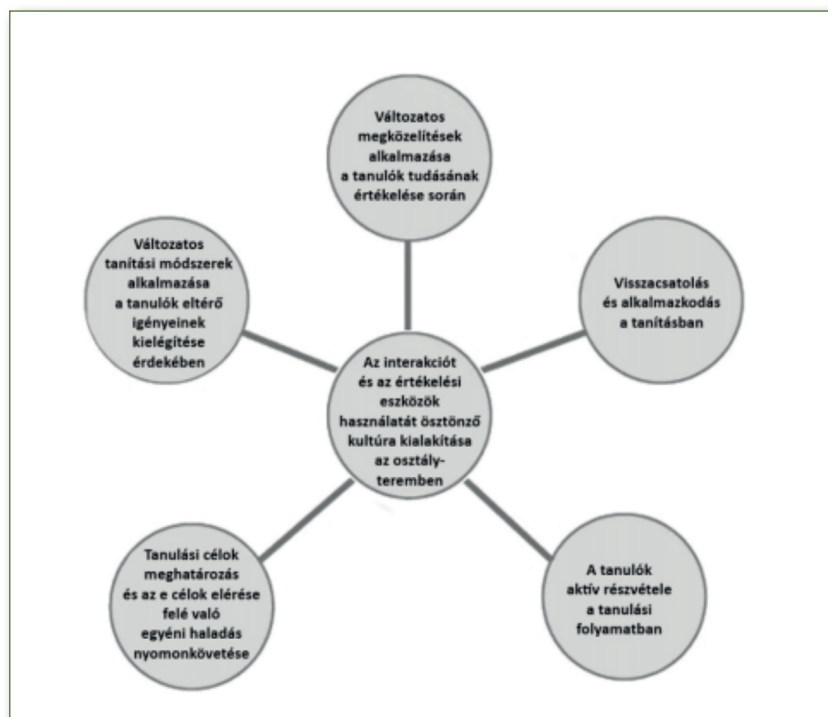 Változatos
megközelítések
alkalmazása
a tanulók tudásának
értékelése során
Változatos
tanítási módszerek
alkalmazása
a tanulók eltérő
igényeinek
kielégítése
érdekében
Visszacsatolás
és alkalmazkodás
a tanításban
Az interakciót
és az értékelési
eszközök
használatát ösztönző
kultúra kialakítása
az osztály-
teremben
Tanulási célok
meghatározás
és az e célok elérése
felé való
egyéni haladás
nyomonkövetése
A tanulók
aktív részvétele
a tanulási
folyamatban